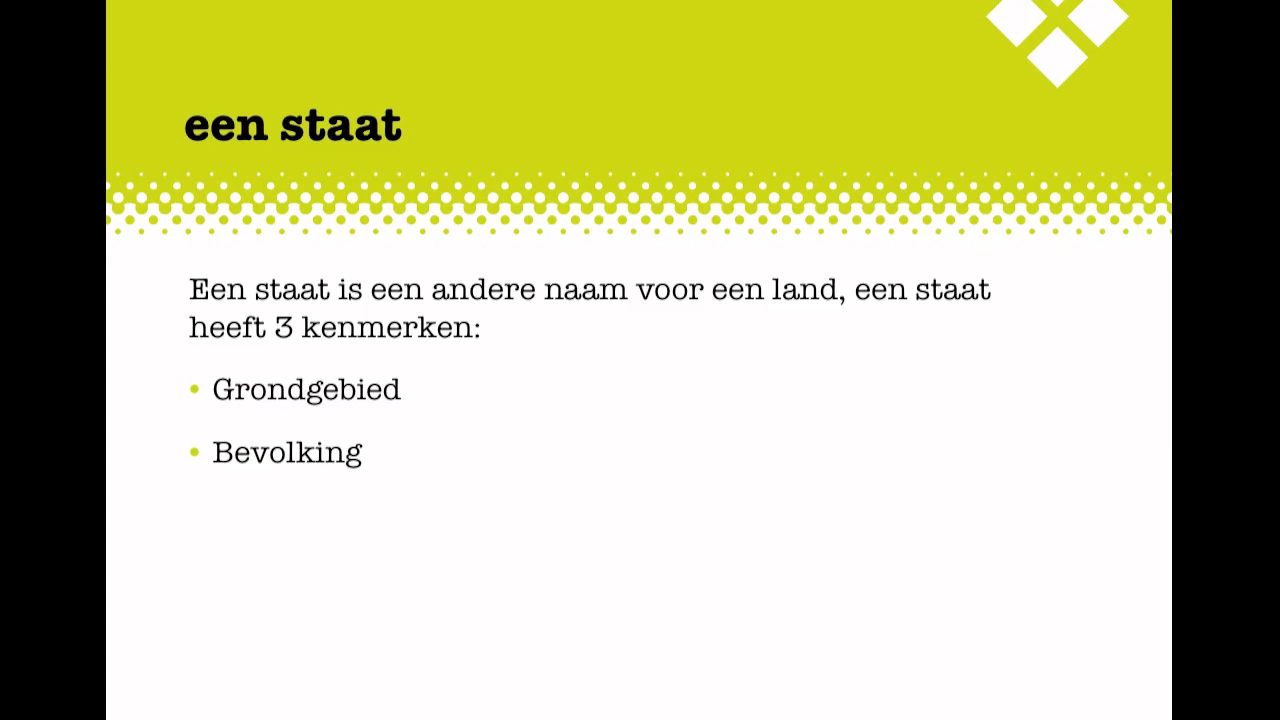 een staat
Een staat is een andere naam voor een land, een staat
heeft 3 kenmerken:
• Grondgebied
• Bevolking